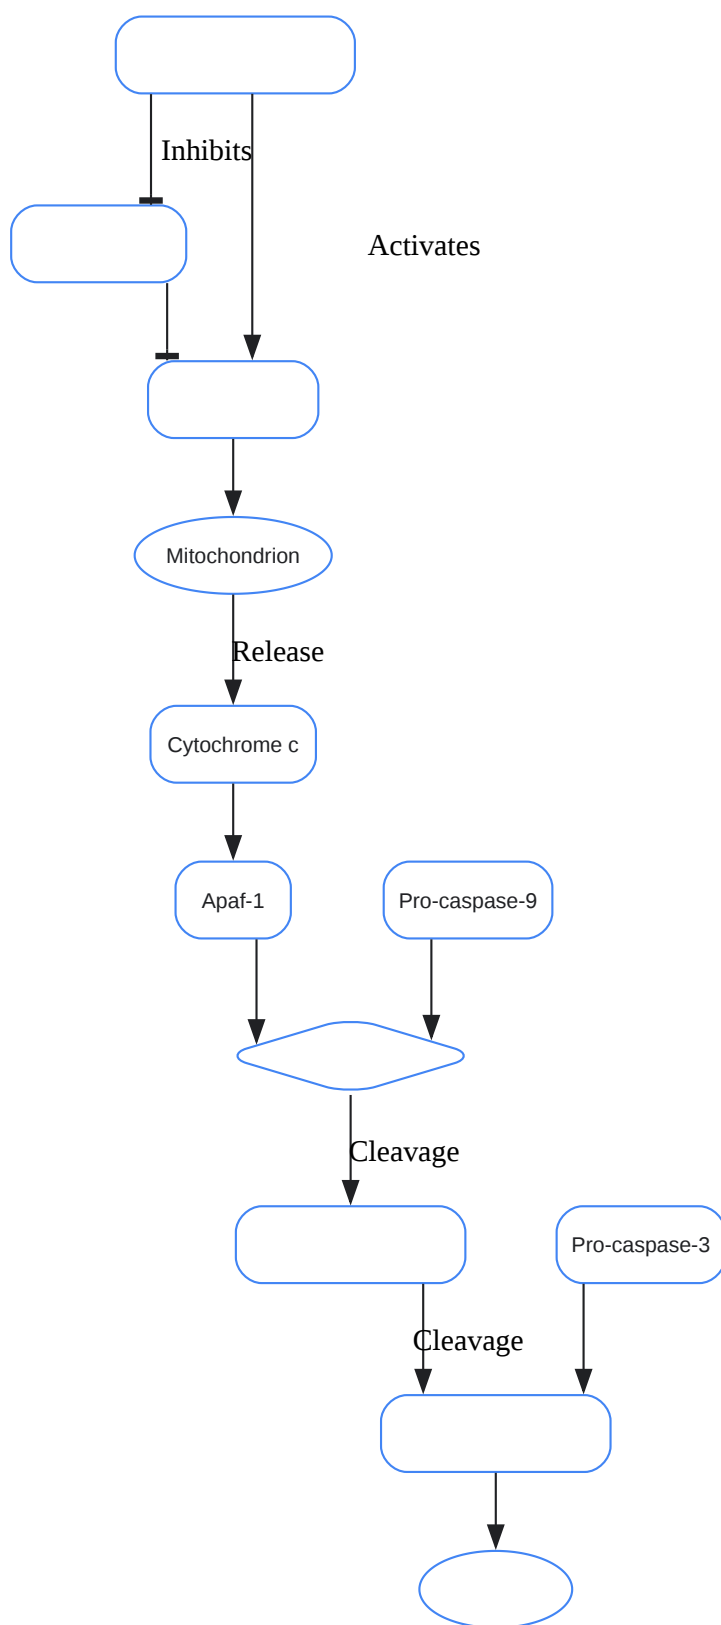 Inhibits
Activates
Mitochondrion
Release
Cytochrome c
Apaf-1
Pro-caspase-9
Cleavage
Pro-caspase-3
Cleavage